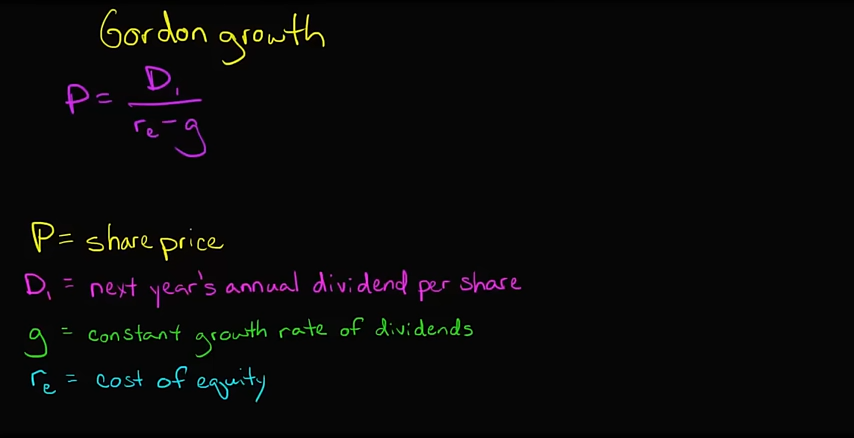 Gordon growth
P = D₁ / (rₑ - g)
P = share price
D₁ = next year's annual dividend per share
g = constant growth rate of dividends
rₑ = cost of equity